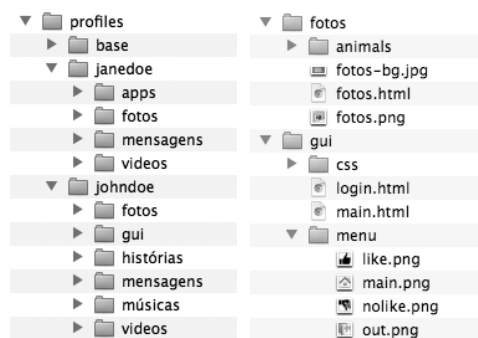 profiles
base
janedoe
apps
fotos
mensagens
videos
johndoe
fotos
gui
histórias
mensagens
músicas
videos
fotos
animals
fotos-bg.jpg
fotos.html
fotos.png
gui
css
login.html
main.html
menu
like.png
main.png
nolike.png
out.png